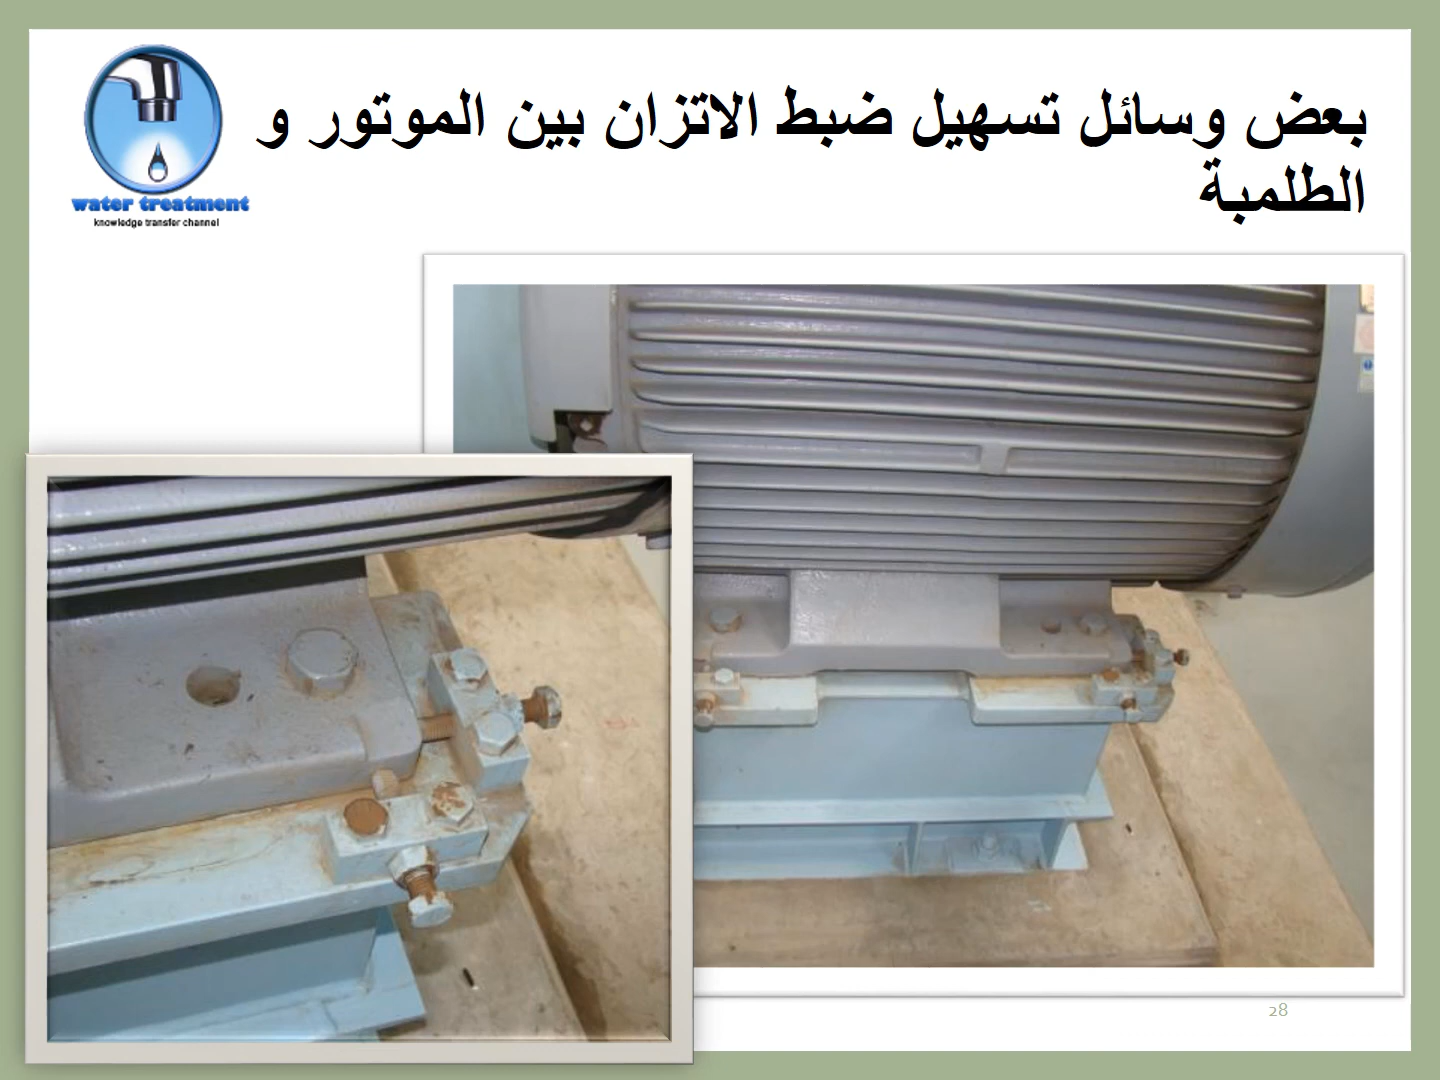 بعض وسائل تسهيل ضبط الاتزان بين الموتور و
الطلمبة
water treatment
knowledge transfer channel
28